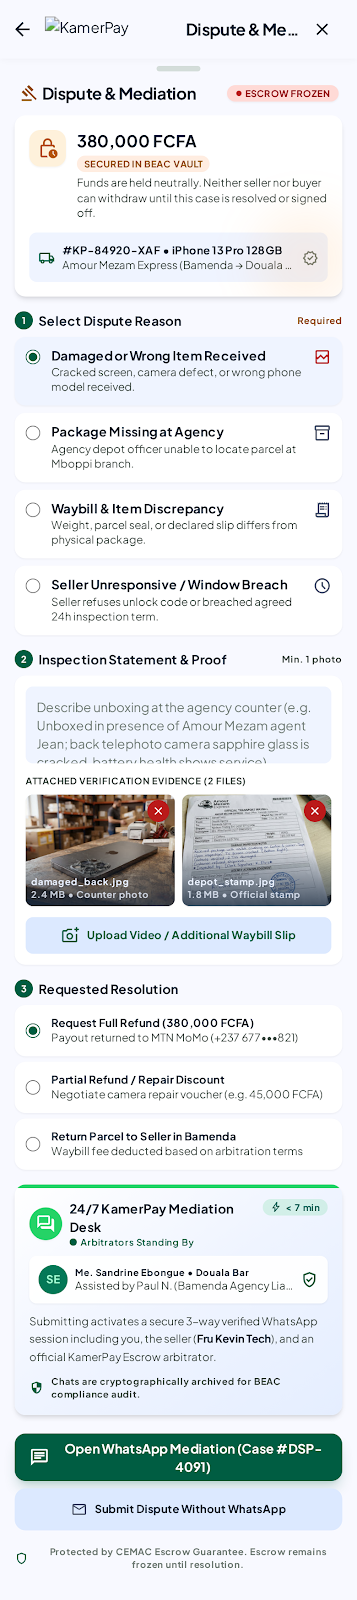 KamerPay
Dispute & Me...
Dispute & Mediation
ESCROW FROZEN
380,000 FCFA
SECURED IN BEAC VAULT
Funds are held neutrally. Neither seller nor buyer
can withdraw until this case is resolved or signed
off.
#KP-84920-XAF • iPhone 13 Pro 128GB
Amour Mezam Express (Bamenda → Douala ...
1 Select Dispute Reason
Required
Damaged or Wrong Item Received
Cracked screen, camera defect, or wrong phone
model received.
Package Missing at Agency
Agency depot officer unable to locate parcel at
Mboppi branch.
Waybill & Item Discrepancy
Weight, parcel seal, or declared slip differs from
physical package.
Seller Unresponsive / Window Breach
Seller refuses unlock code or breached agreed
24h inspection term.
2 Inspection Statement & Proof
Min. 1 photo
Describe unboxing at the agency counter (e.g.
Unboxed in presence of Amour Mezam agent
Jean; back telephoto camera sapphire glass is
cracked, battery health shows service)
ATTACHED VERIFICATION EVIDENCE (2 FILES)
damaged_back.jpg
2.4 MB • Counter photo
depot_stamp.jpg
1.8 MB • Official stamp
Upload Video / Additional Waybill Slip
3 Requested Resolution
Request Full Refund (380,000 FCFA)
Payout returned to MTN MoMo (+237 677•••821)
Partial Refund / Repair Discount
Negotiate camera repair voucher (e.g. 45,000 FCFA)
Return Parcel to Seller in Bamenda
Waybill fee deducted based on arbitration terms
24/7 KamerPay Mediation
Desk
< 7 min
Arbitrators Standing By
SE
Me. Sandrine Ebongue • Douala Bar
Assisted by Paul N. (Bamenda Agency Lia...
Submitting activates a secure 3-way verified WhatsApp
session including you, the seller (Fru Kevin Tech), and an
official KamerPay Escrow arbitrator.
Chats are cryptographically archived for BEAC
compliance audit.
Open WhatsApp Mediation (Case #DSP-
4091)
Submit Dispute Without WhatsApp
Protected by CEMAC Escrow Guarantee. Escrow remains
frozen until resolution.